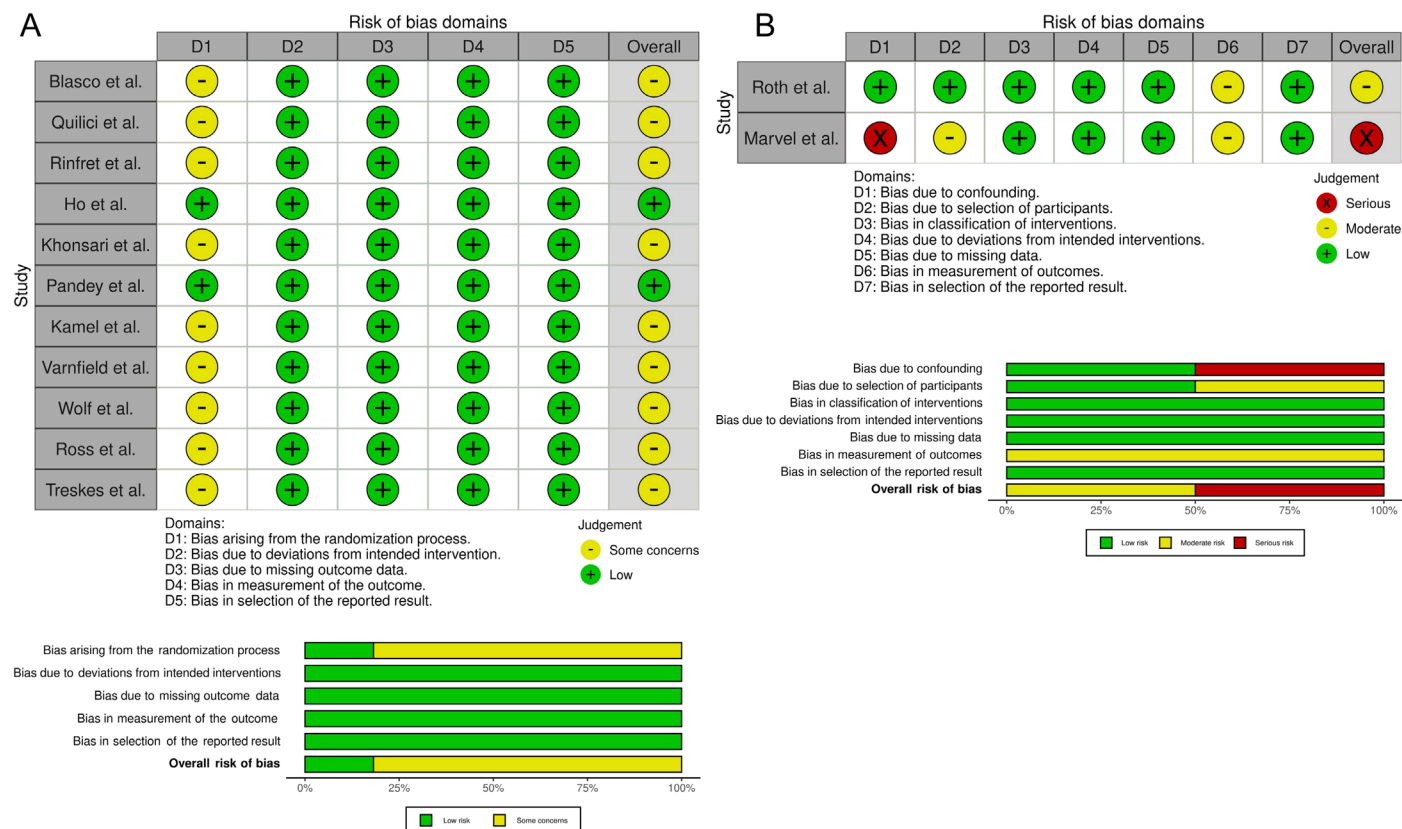 A
Risk of bias domains
D1 D2 D3 D4 D5 Overall
Study
Blasco et al. - + + + + -
Quilici et al. - + + + + -
Rinfret et al. - + + + + -
Ho et al. + + + + + +
Khonsari et al. - + + + + -
Pandey et al. + + + + + +
Kamel et al. - + + + + -
Varnfield et al. - + + + + -
Wolf et al. - + + + + -
Ross et al. - + + + + -
Treskes et al. - + + + + -
Domains:
D1: Bias arising from the randomization process.
D2: Bias due to deviations from intended intervention.
D3: Bias due to missing outcome data.
D4: Bias in measurement of the outcome.
D5: Bias in selection of the reported result.
Judgement
- Some concerns
+ Low
Bias arising from the randomization process
Bias due to deviations from intended interventions
Bias due to missing outcome data
Bias in measurement of the outcome
Bias in selection of the reported result
Overall risk of bias
0% 25% 50% 75% 100%
Low risk Some concerns
B
Risk of bias domains
D1 D2 D3 D4 D5 D6 D7 Overall
Study
Roth et al. + + + + + - + -
Marvel et al. X - + + + - + X
Domains:
D1: Bias due to confounding.
D2: Bias due to selection of participants.
D3: Bias in classification of interventions.
D4: Bias due to deviations from intended interventions.
D5: Bias due to missing data.
D6: Bias in measurement of outcomes.
D7: Bias in selection of the reported result.
Judgement
X Serious
- Moderate
+ Low
Bias due to confounding
Bias due to selection of participants
Bias in classification of interventions
Bias due to deviations from intended interventions
Bias due to missing data
Bias in measurement of outcomes
Bias in selection of the reported result
Overall risk of bias
0% 25% 50% 75% 100%
Low risk Moderate risk Serious risk